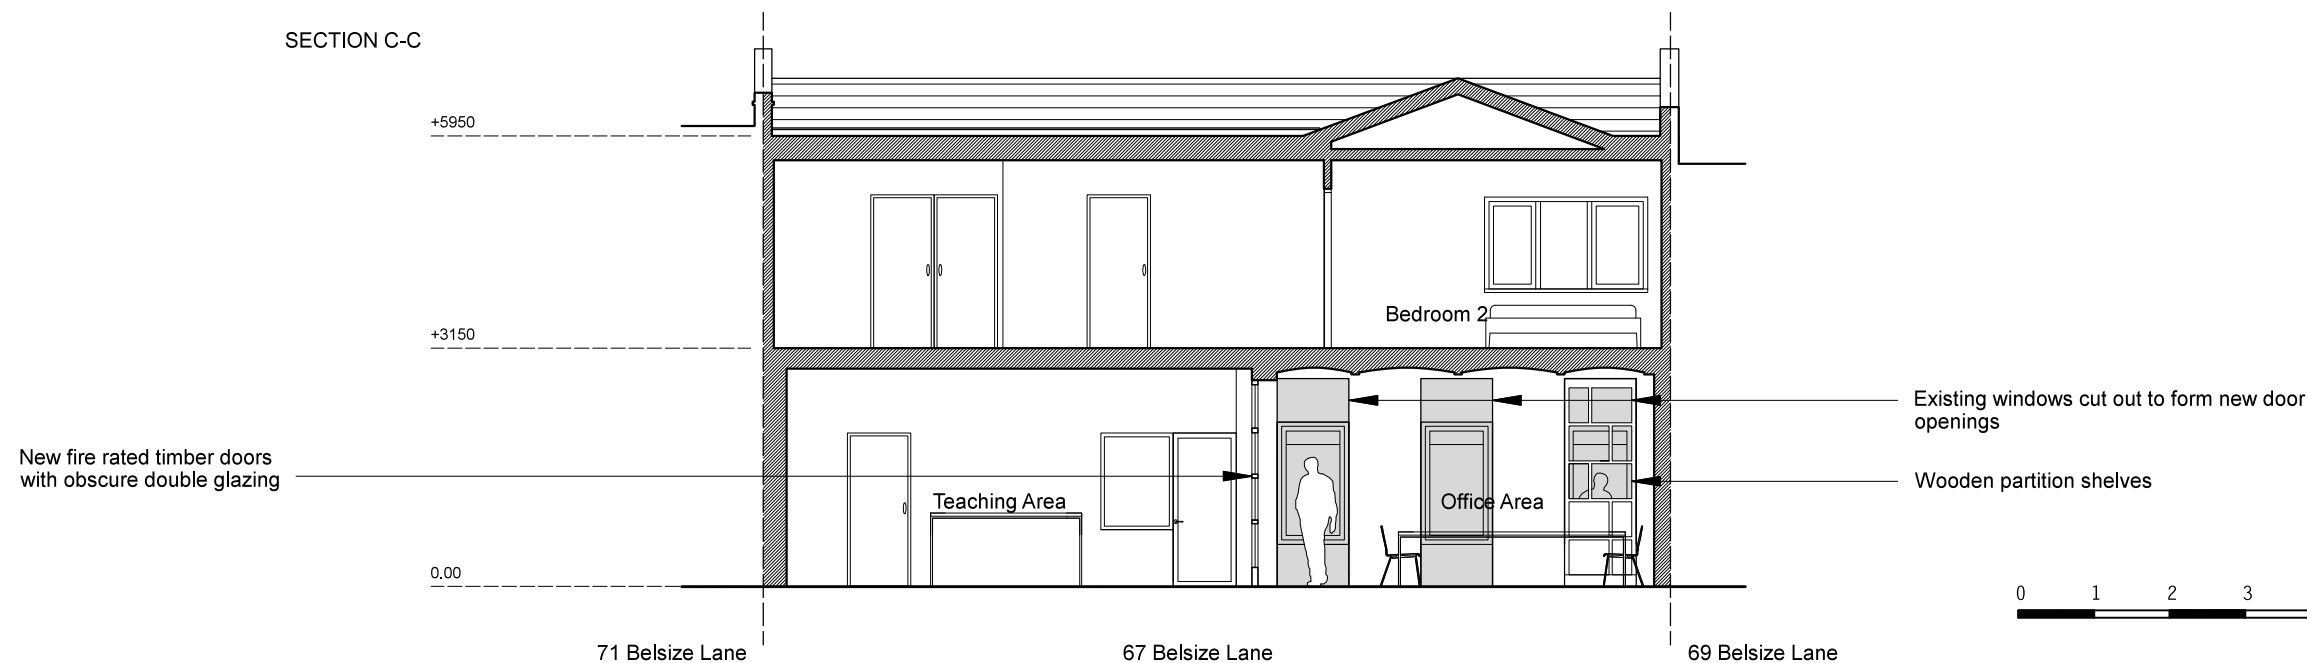 SECTION C-C
+5950
+3150
Bedroom 2
Existing windows cut out to form new door
openings
New fire rated timber doors
with obscure double glazing
Teaching Area
Office Area
Wooden partition shelves
0.00
0 1 2 3
71 Belsize Lane
67 Belsize Lane
69 Belsize Lane